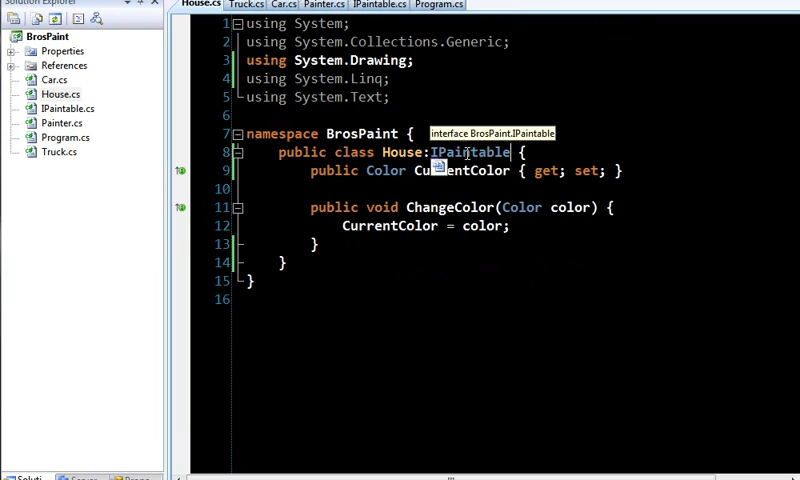 Solution Explorer
House.cs Truck.cs Car.cs Painter.cs IPaintable.cs Program.cs
BrosPaint
Properties
References
Car.cs
House.cs
IPaintable.cs
Painter.cs
Program.cs
Truck.cs
1 using System;
2 using System.Collections.Generic;
3 using System.Drawing;
4 using System.Linq;
5 using System.Text;
6
7 namespace BrosPaint {
interface BrosPaint.IPaintable
8 public class House:IPaintable {
9 public Color CurrentColor { get; set; }
10
11 public void ChangeColor(Color color) {
12 CurrentColor = color;
13 }
14 }
15 }
16